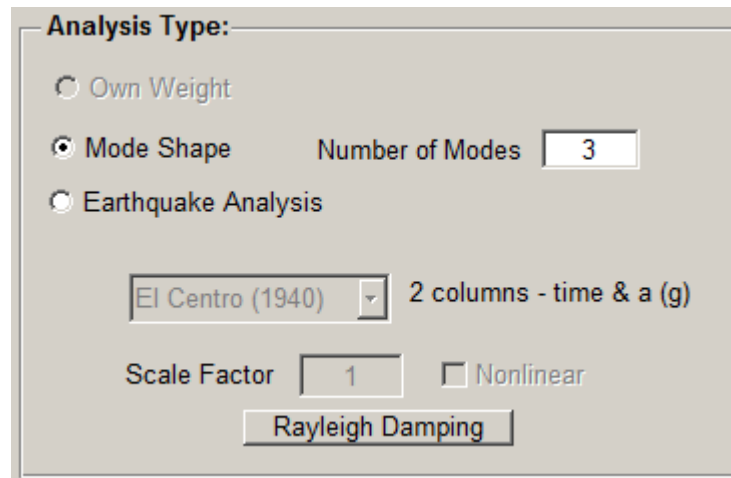 Analysis Type:
Own Weight
Mode Shape Number of Modes 3
Earthquake Analysis
El Centro (1940) 2 columns - time & a (g)
Scale Factor 1 Nonlinear
Rayleigh Damping